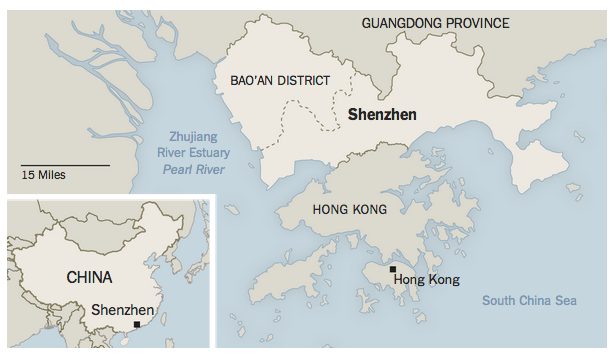 GUANGDONG PROVINCE
BAO'AN DISTRICT
Shenzhen
Zhujiang
River Estuary
Pearl River
15 Miles
HONG KONG
Hong Kong
South China Sea
CHINA
Shenzhen